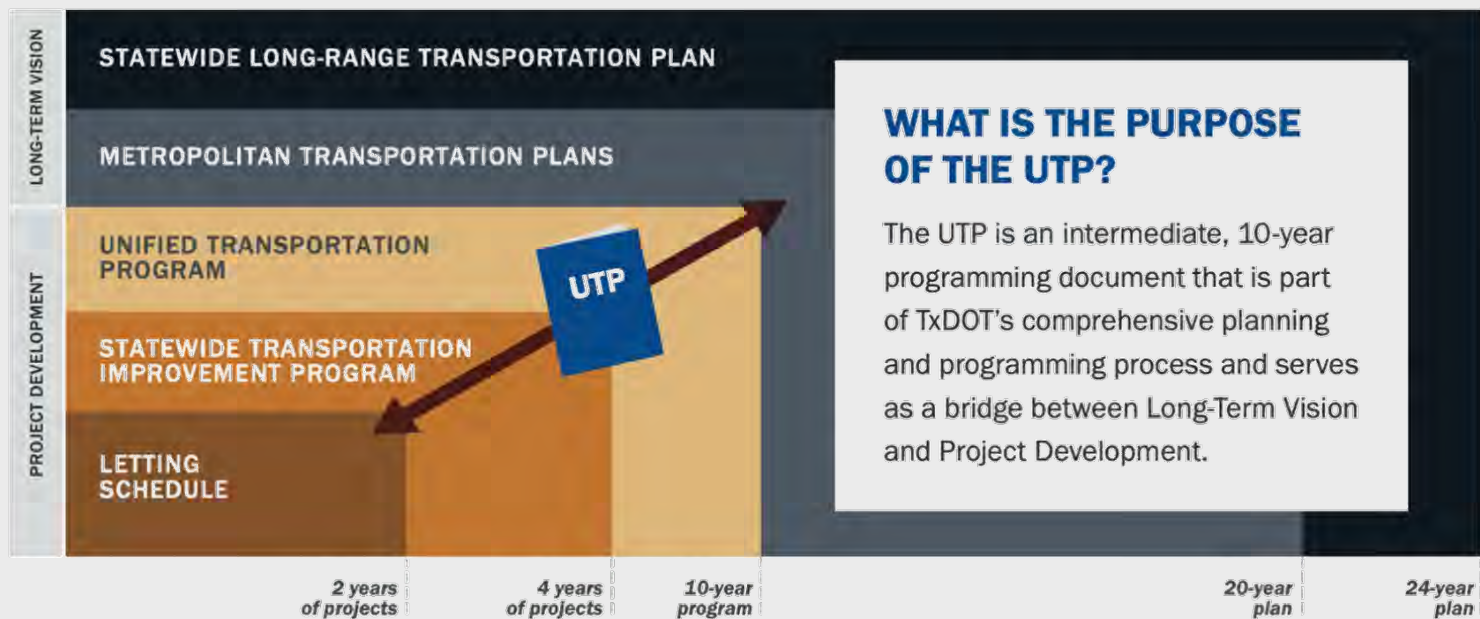 LONG-TERM VISION
STATEWIDE LONG-RANGE TRANSPORTATION PLAN
METROPOLITAN TRANSPORTATION PLANS
PROJECT DEVELOPMENT
UNIFIED TRANSPORTATION
PROGRAM
STATEWIDE TRANSPORTATION
IMPROVEMENT PROGRAM
LETTING
SCHEDULE
UTP
WHAT IS THE PURPOSE
OF THE UTP?
The UTP is an intermediate, 10-year
programming document that is part
of TxDOT's comprehensive planning
and programming process and serves
as a bridge between Long-Term Vision
and Project Development.
2 years
of projects
4 years
of projects
10-year
program
20-year
plan
24-year
plan